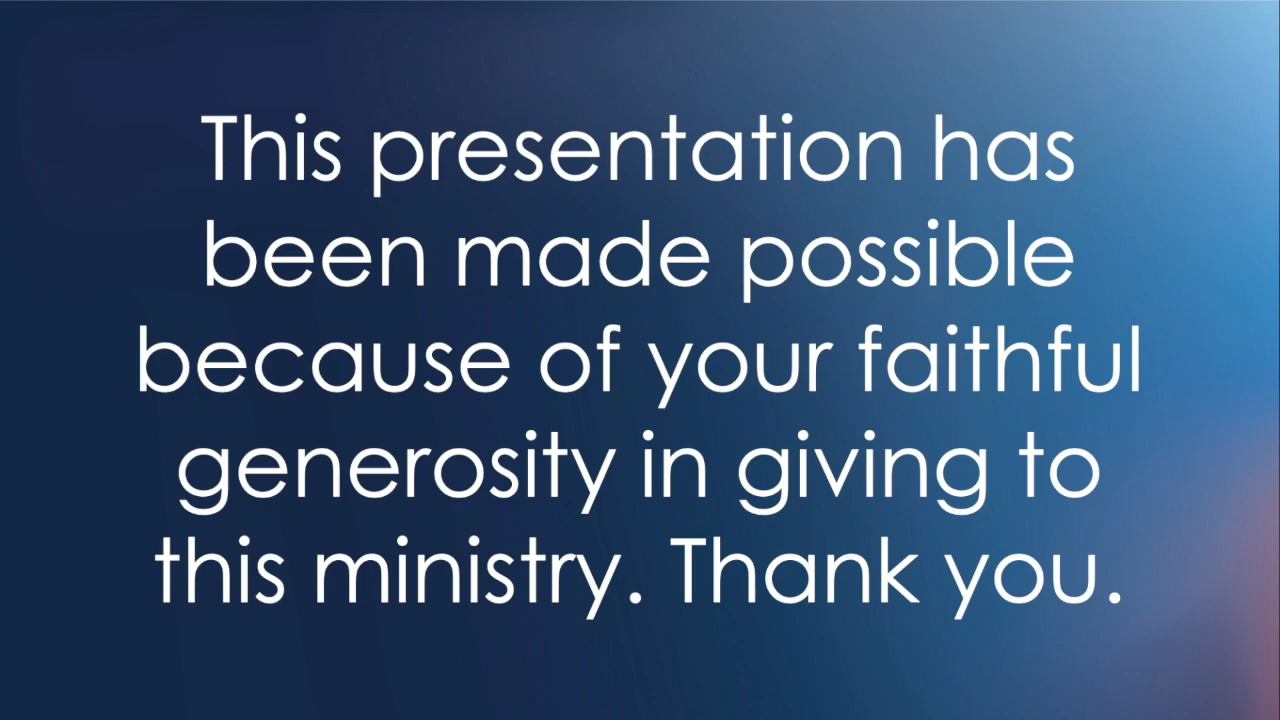 This presentation has
been made possible
because of your faithful
generosity in giving to
this ministry. Thank you.